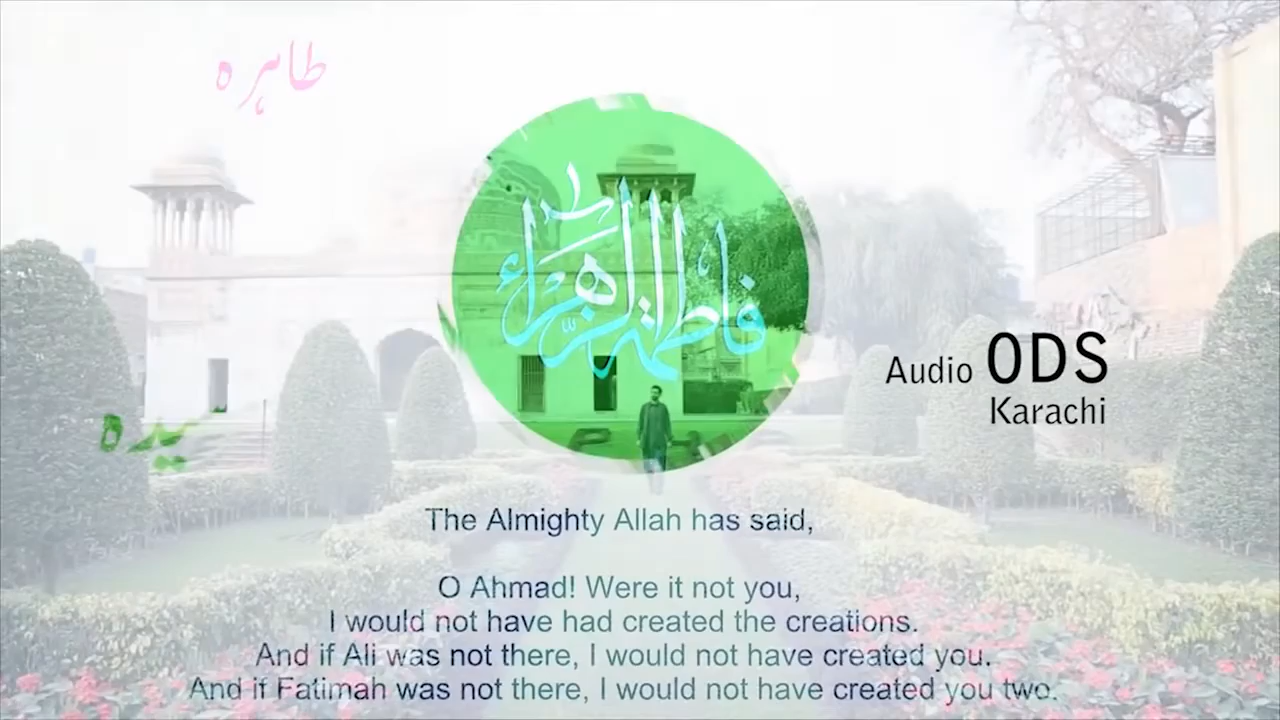 طاہرہ
فاطمة الزهراء
Audio ODS
Karachi
The Almighty Allah has said,
O Ahmad! Were it not you,
I would not have had created the creations.
And if Ali was not there, I would not have created you.
And if Fatimah was not there, I would not have created you two.